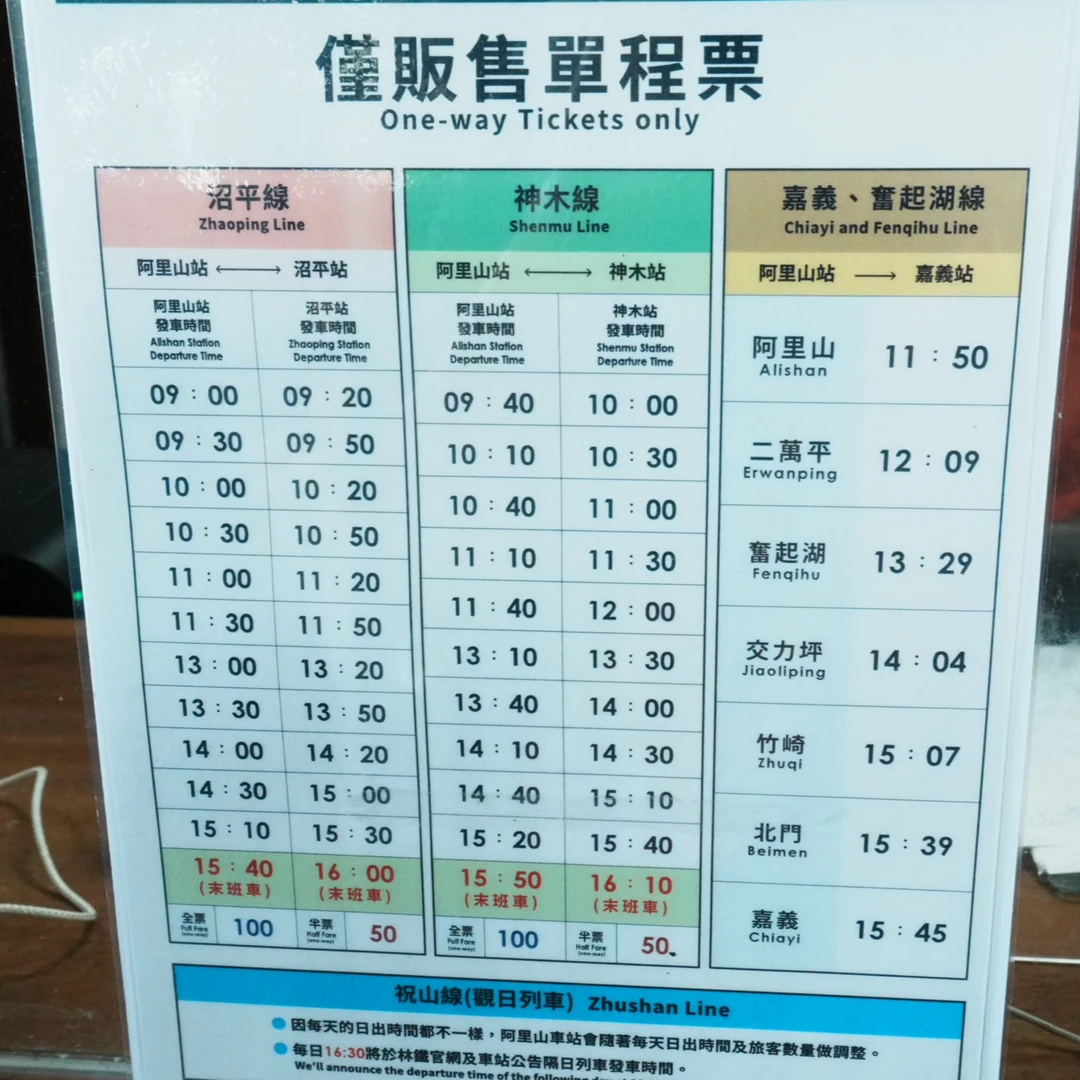 僅販售單程票
One-way Tickets only
沼平線
Zhaoping Line
阿里山站 ⟷ 沼平站
阿里山站 沼平站
發車時間 發車時間
Alishan Station Zhaoping Station
Departure Time Departure Time
09：00 09：20
09：30 09：50
10：00 10：20
10：30 10：50
11：00 11：20
11：30 11：50
13：00 13：20
13：30 13：50
14：00 14：20
14：30 15：00
15：10 15：30
15：40 16：00
(末班車) (末班車)
全票 100 半票 50
Full Fare Half Fare
(one-way) (one-way)
神木線
Shenmu Line
阿里山站 ⟷ 神木站
阿里山站 神木站
發車時間 發車時間
Alishan Station Shenmu Station
Departure Time Departure Time
09：40 10：00
10：10 10：30
10：40 11：00
11：10 11：30
11：40 12：00
13：10 13：30
13：40 14：00
14：10 14：30
14：40 15：10
15：20 15：40
15：50 16：10
(末班車) (末班車)
全票 100 半票 50
Full Fare Half Fare
(one-way) (one-way)
嘉義、奮起湖線
Chiayi and Fenqihu Line
阿里山站 → 嘉義站
阿里山 11：50
Alishan
二萬平 12：09
Erwanping
奮起湖 13：29
Fenqihu
交力坪 14：04
Jiaoliping
竹崎 15：07
Zhuqi
北門 15：39
Beimen
嘉義 15：45
Chiayi
祝山線(觀日列車) Zhushan Line
因每天的日出時間都不一樣，阿里山車站會隨著每天日出時間及旅客數量做調整。
每日16:30將於林鐵官網及車站公告隔日列車發車時間。
We'll announce the departure time of the following